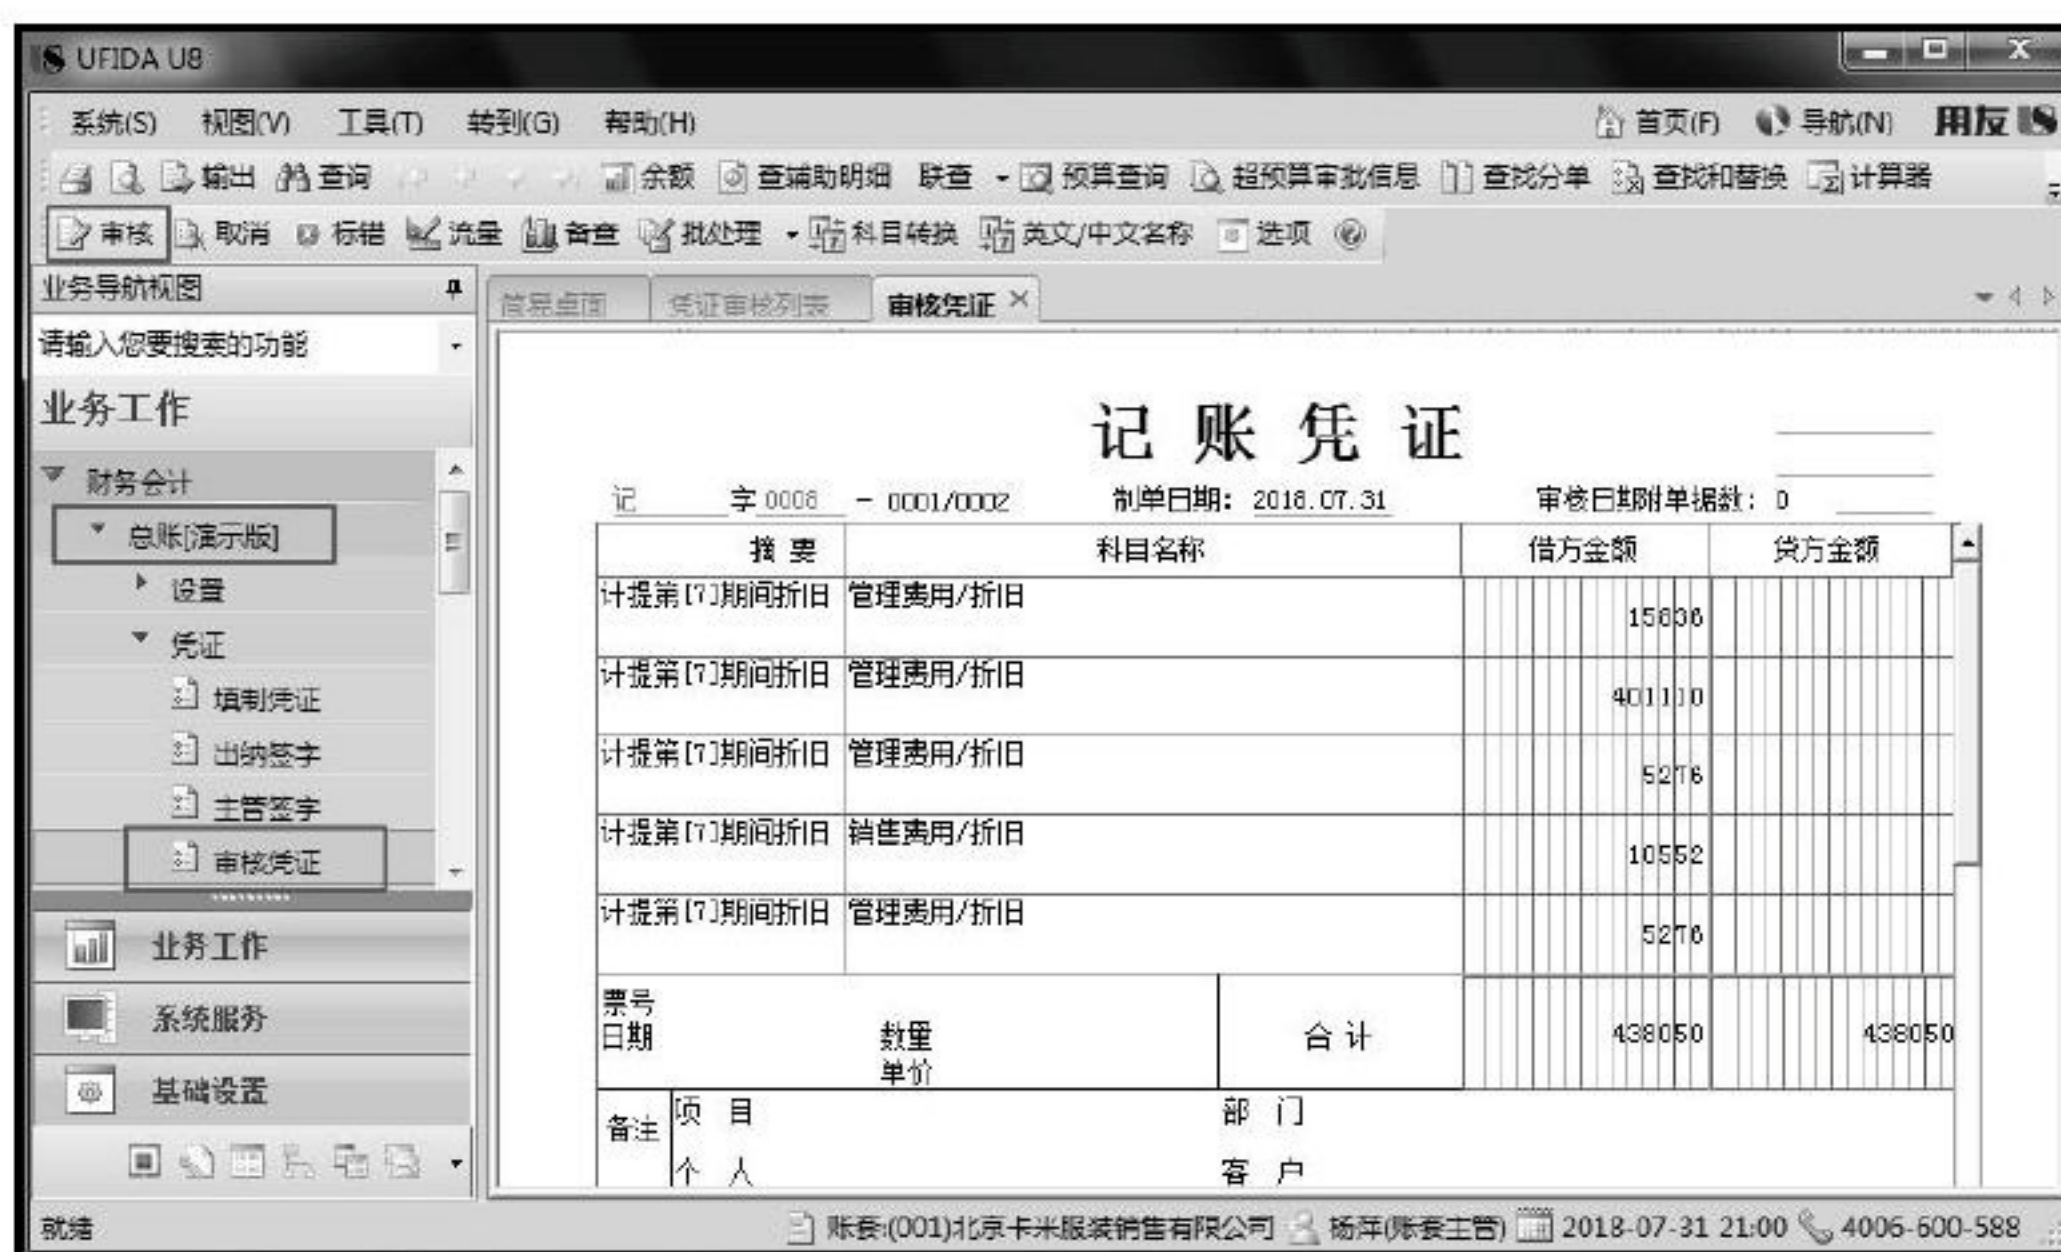 UFIDA U8
系统(S) 视图(V) 工具(T) 转到(G) 帮助(H) 首页(F) 导航(N) 用友
输出 查询 余额 查辅助明细 联查 预算查询 超预算审批信息 查找分单 查找和替换 计算器
审核 取消 标错 流量 备查 批处理 科目转换 英文/中文名称 选项
业务导航视图
简易桌面 凭证审核列表 审核凭证
请输入您要搜索的功能
业务工作
财务会计
总账[演示版]
设置
凭证
填制凭证
出纳签字
主管签字
审核凭证
业务工作
系统服务
基础设置
记 账 凭 证
记 字 0008 - 0001/0002 制单日期: 2018.07.31 审核日期附单据数: 0
摘 要 科目名称 借方金额 贷方金额
计提第[7]期间折旧 管理费用/折旧 15836
计提第[7]期间折旧 管理费用/折旧 401110
计提第[7]期间折旧 管理费用/折旧 5276
计提第[7]期间折旧 销售费用/折旧 10552
计提第[7]期间折旧 管理费用/折旧 5276
票号
日期 数量 合 计 438050 438050
单价
备注 项 目 部 门
个 人 客 户
就绪 账套:(001)北京卡米服装销售有限公司 杨萍(账套主管) 2018-07-31 21:00 4006-600-588